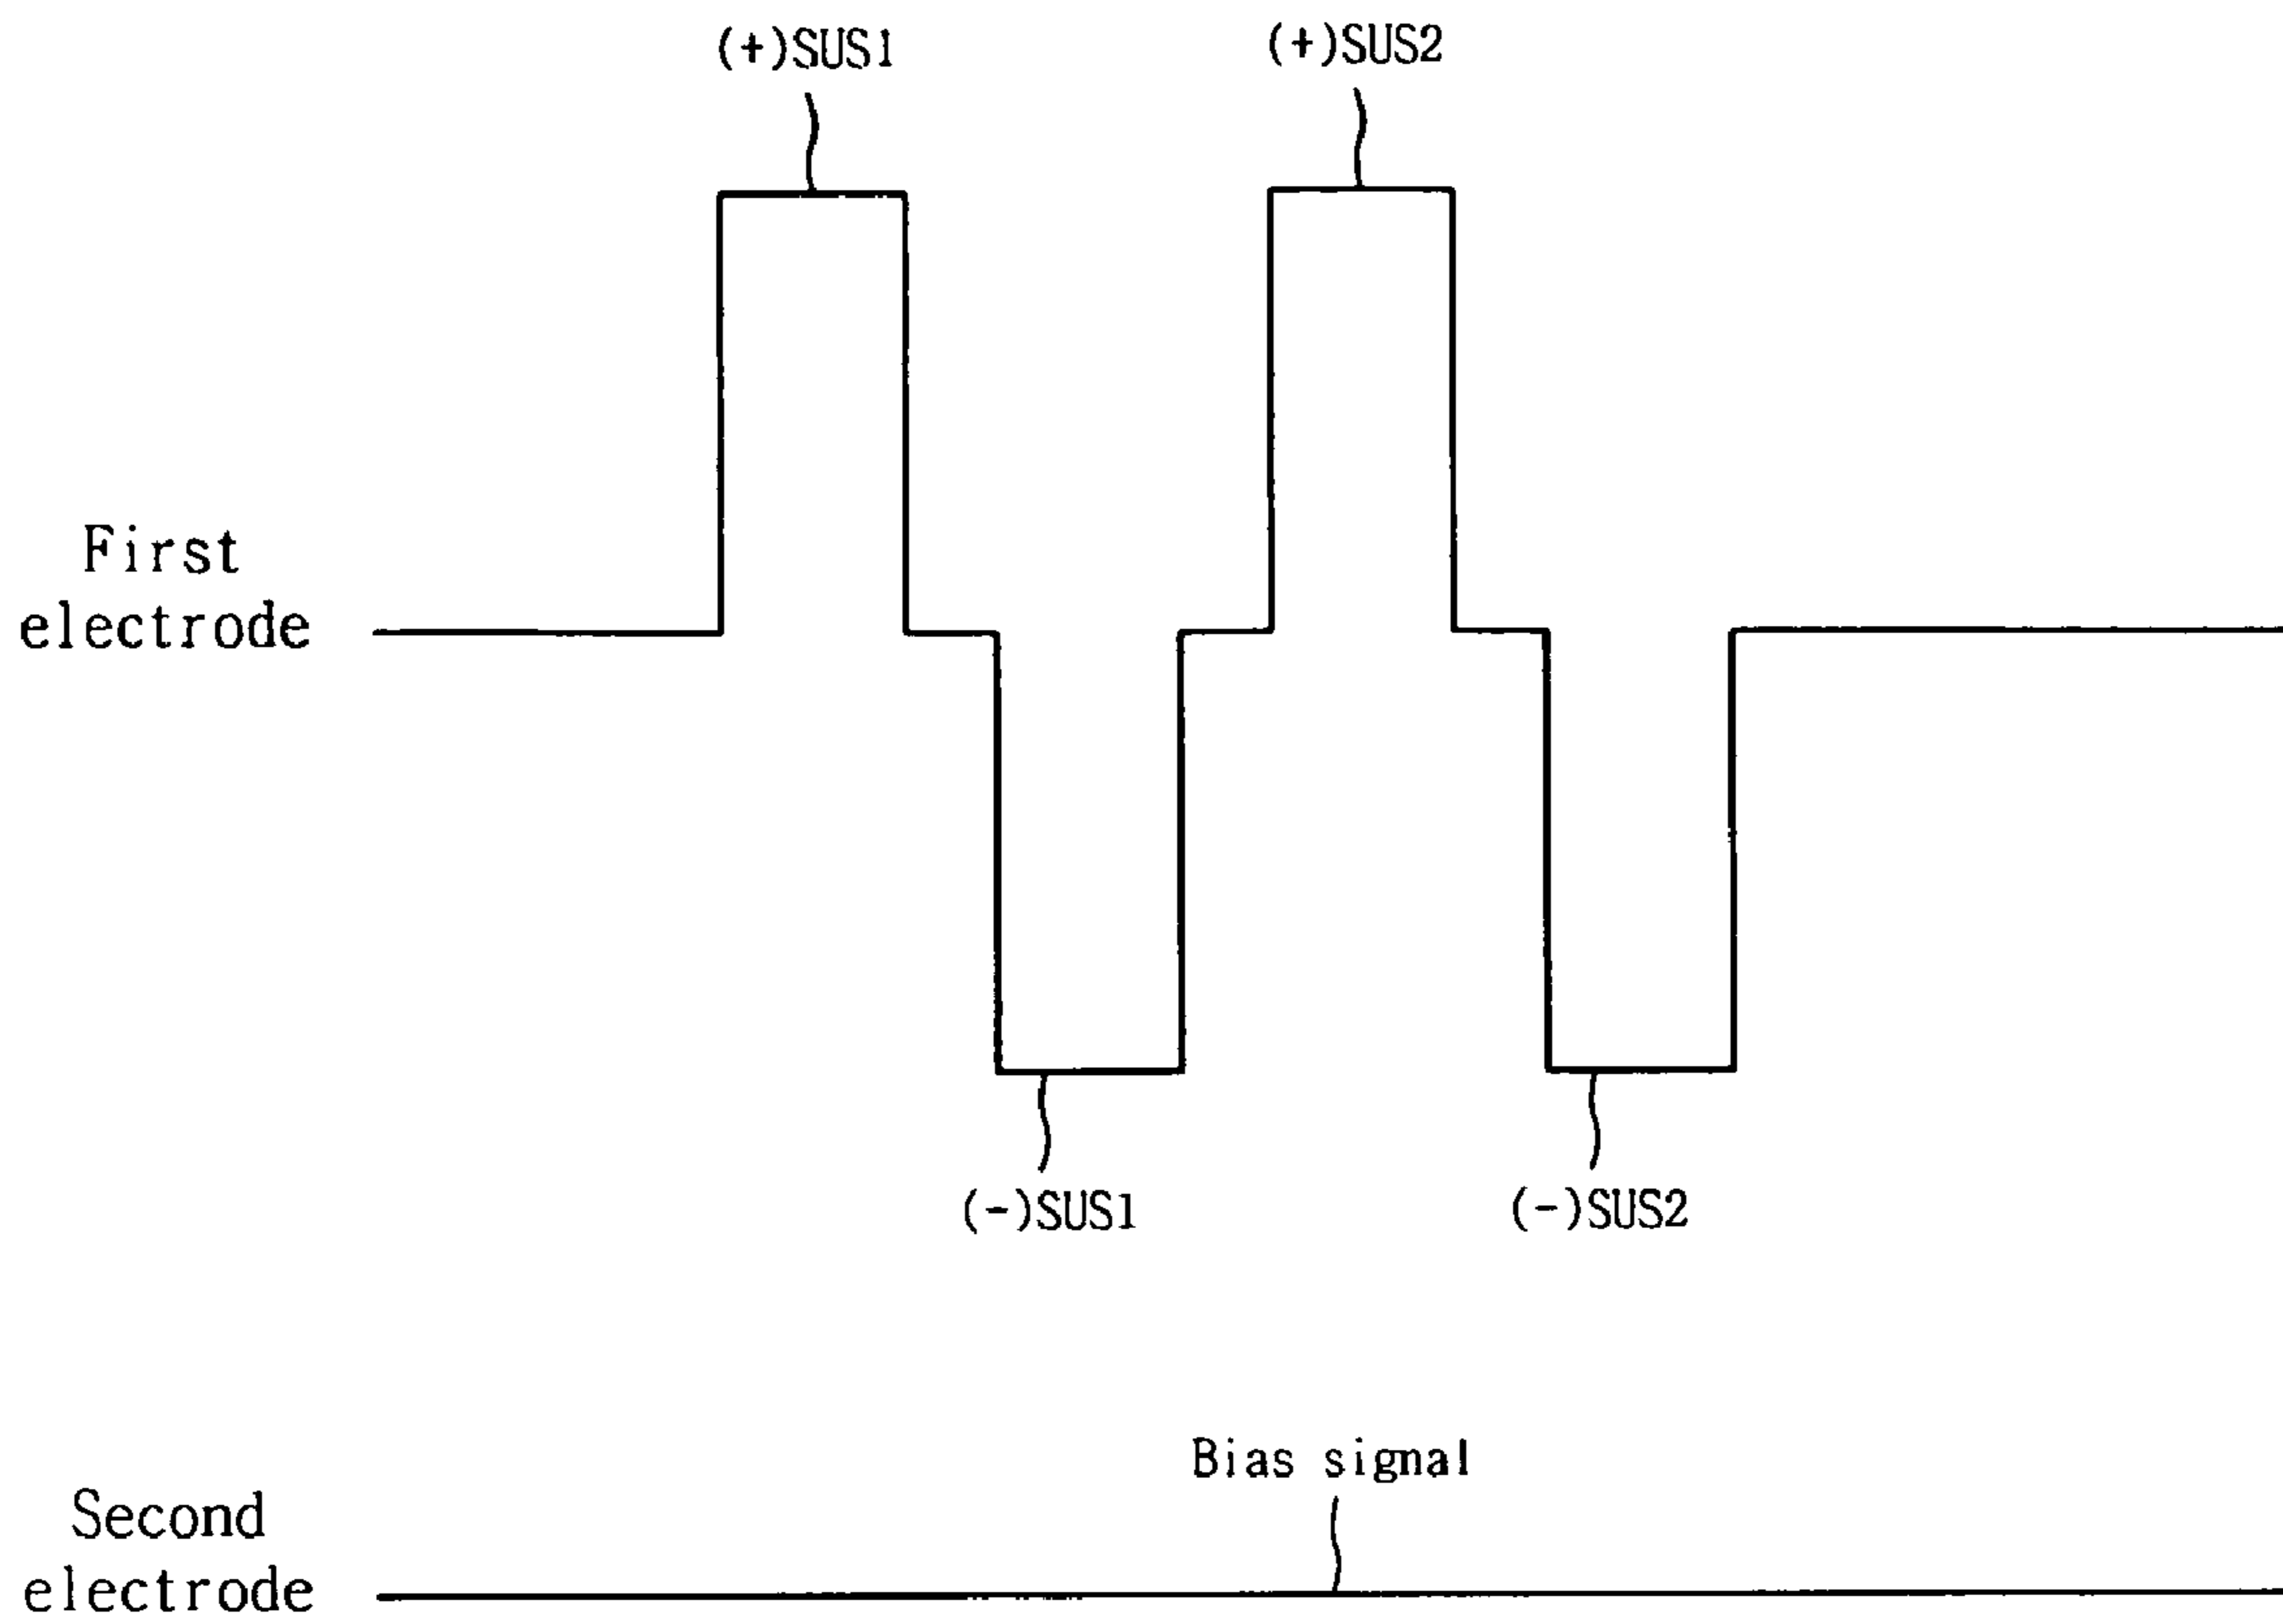 (+)SUS1
(+)SUS2
First
electrode
(-)SUS1
(-)SUS2
Bias signal
Second
electrode